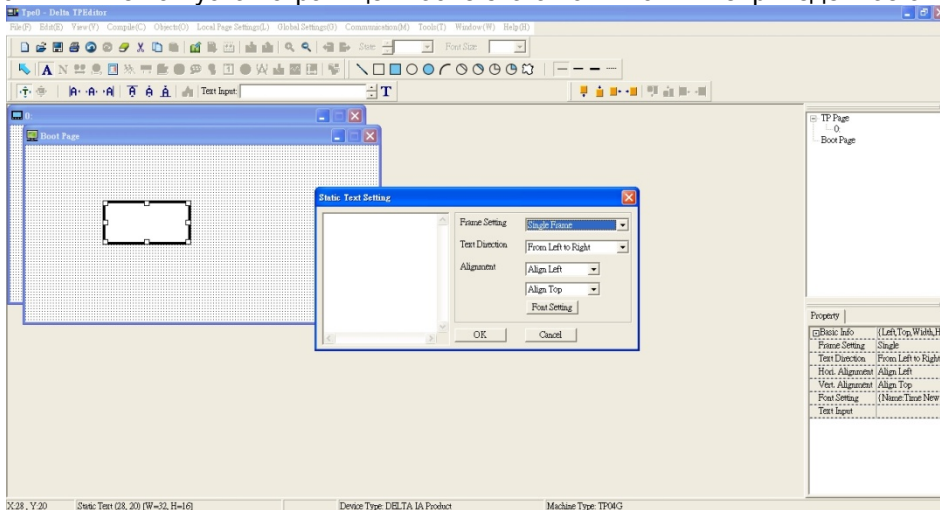 Tpe0 - Delta TPEditor
File(F) Edit(E) View(V) Compile(C) Objects(O) Local Page Settings(L) Global Settings(G) Communication(M) Tools(T) Window(W) Help(H)
Size
Font Size
Text Input:
0:
Boot Page
Static Text Setting
Frame Setting Single Frame
Text Direction From Left to Right
Alignment Align Left
Align Top
Font Setting
OK Cancel
TP Page
0:
Boot Page
Property
Basic Info {Left,Top,Width,H
Frame Setting Single
Text Direction From Left to Right
Hori. Alignment Align Left
Vert. Alignment Align Top
Font Setting {Name:Time New
Text Input
X:28 , Y:20 Static Text (28, 20) [W=32, H=16] Device Type: DELTA IA Product Machine Type: TP04G